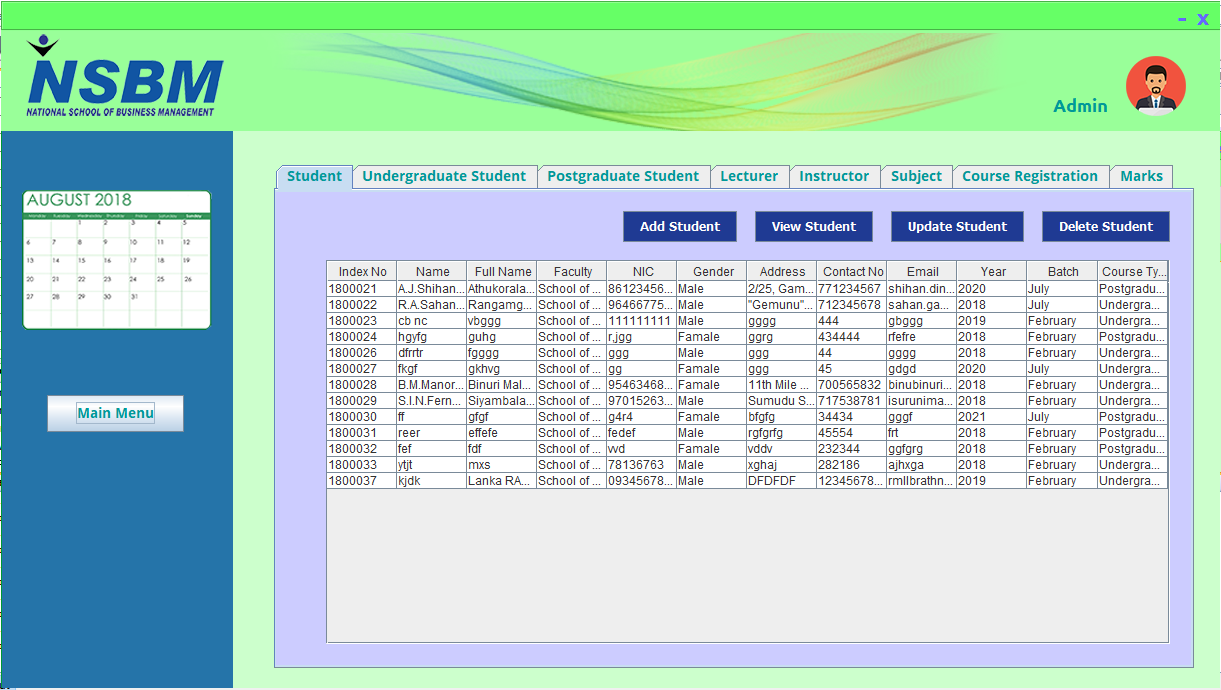 - x
NSBM
NATIONAL SCHOOL OF BUSINESS MANAGEMENT
Admin
AUGUST 2018
Monday Tuesday Wednesday Thursday Friday Saturday Sunday
1 2 3 4 5
6 7 8 9 10 11 12
13 14 15 16 17 18 19
20 21 22 23 24 25 26
27 28 29 30 31
Main Menu
Student Undergraduate Student Postgraduate Student Lecturer Instructor Subject Course Registration Marks
Add Student View Student Update Student Delete Student
Index No Name Full Name Faculty NIC Gender Address Contact No Email Year Batch Course Ty...
1800021 A.J.Shihan... Athukorala... School of ... 86123456... Male 2/25, Gam... 771234567 shihan.din... 2020 July Postgradu...
1800022 R.A.Sahan... Rangamg... School of ... 96466775... Male "Gemunu"... 712345678 sahan.ga... 2018 July Undergra...
1800023 cb nc vbggg School of ... 111111111 Male gggg 444 gbggg 2019 February Undergra...
1800024 hgyfg guhg School of ... r,jgg Famale ggrg 434444 rfefre 2018 February Postgradu...
1800026 dfrrtr fgggg School of ... ggg Male ggg 44 gggg 2018 February Undergra...
1800027 fkgf gkhvg School of ... gg Famale ggg 45 gdgd 2020 July Undergra...
1800028 B.M.Manor... Binuri Mal... School of ... 95463468... Famale 11th Mile ... 700565832 binubinuri... 2018 February Undergra...
1800029 S.I.N.Fern... Siyambala... School of ... 97015263... Male Sumudu S... 717538781 isurunima... 2018 February Undergra...
1800030 ff gfgf School of ... g4r4 Famale bfgfg 34434 gggf 2021 July Postgradu...
1800031 reer effefe School of ... fedef Male rgfgrfg 45554 frt 2018 February Postgradu...
1800032 fef fdf School of ... vvd Famale vddv 232344 ggfgrg 2018 February Postgradu...
1800033 ytjt mxs School of ... 78136763 Male xghaj 282186 ajhxga 2018 February Undergra...
1800037 kjdk Lanka RA... School of ... 09345678... Male DFDFDF 12345678... rmllbrathn... 2019 February Undergra...